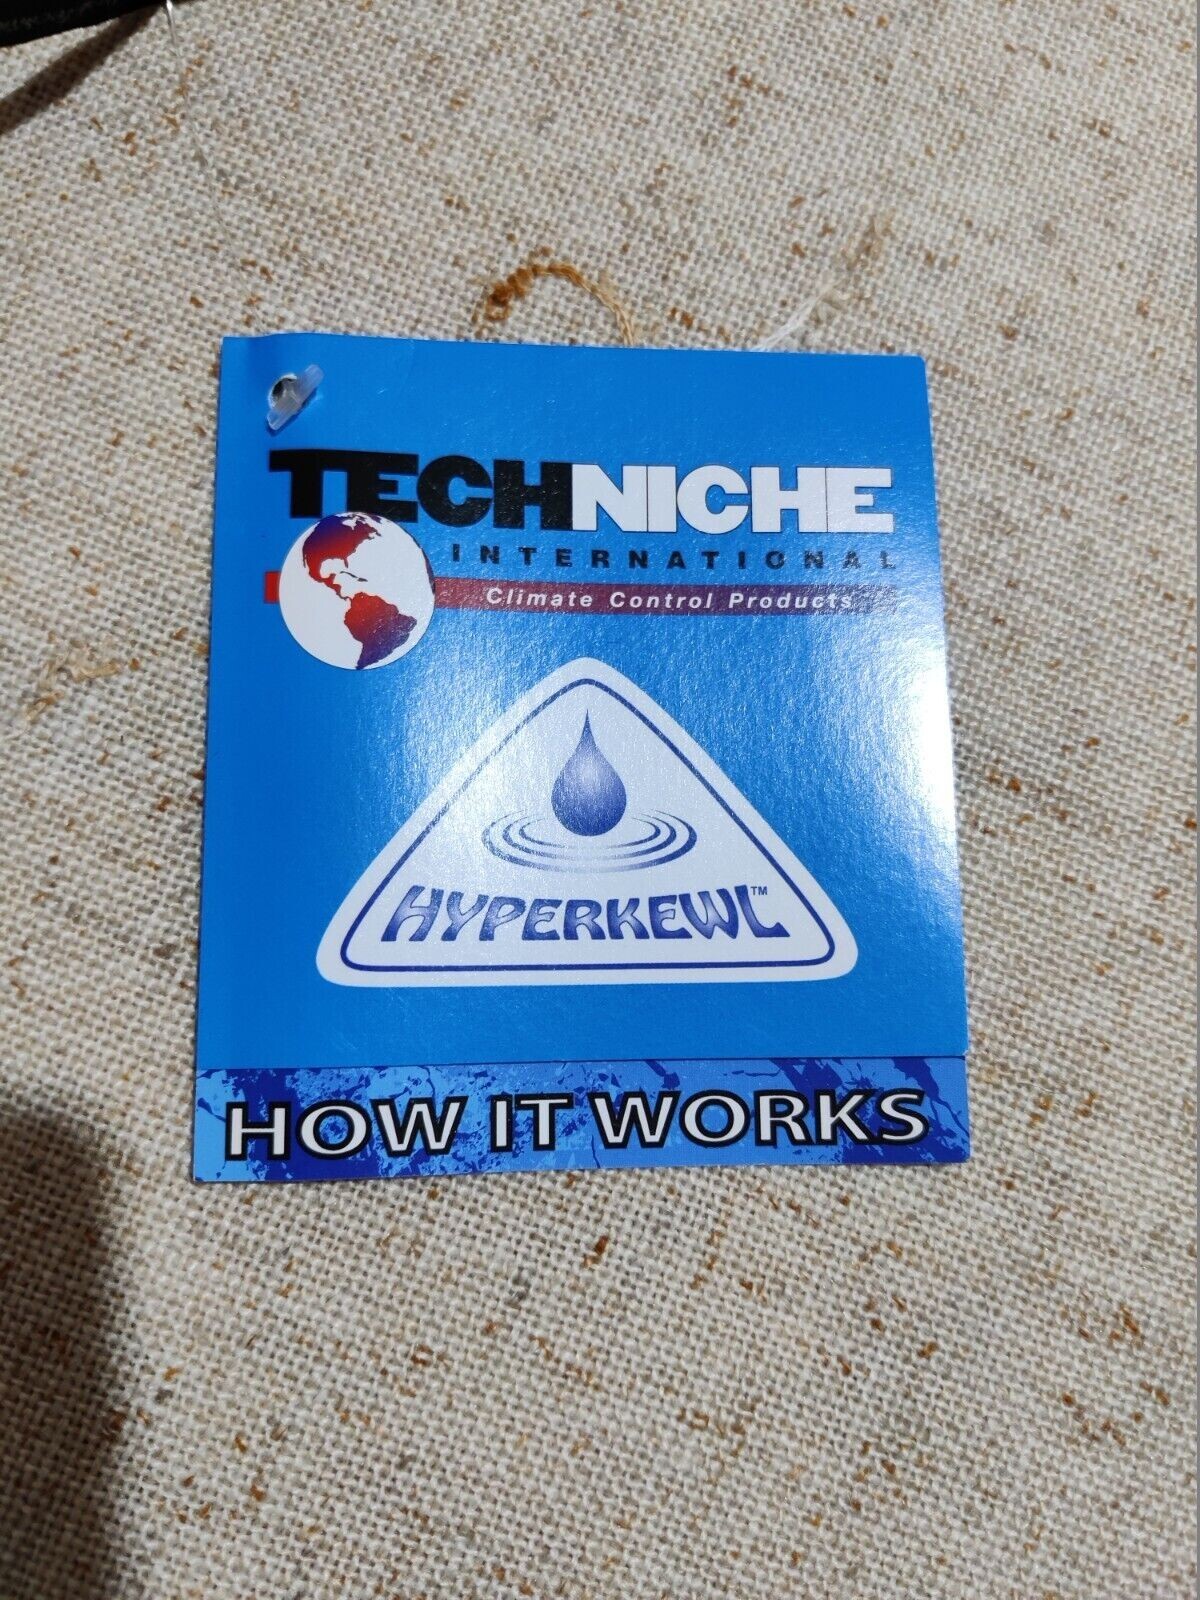 TECHNICHE
INTERNATIONAL
Climate Control Products
HYPERKEWL™
HOW IT WORKS